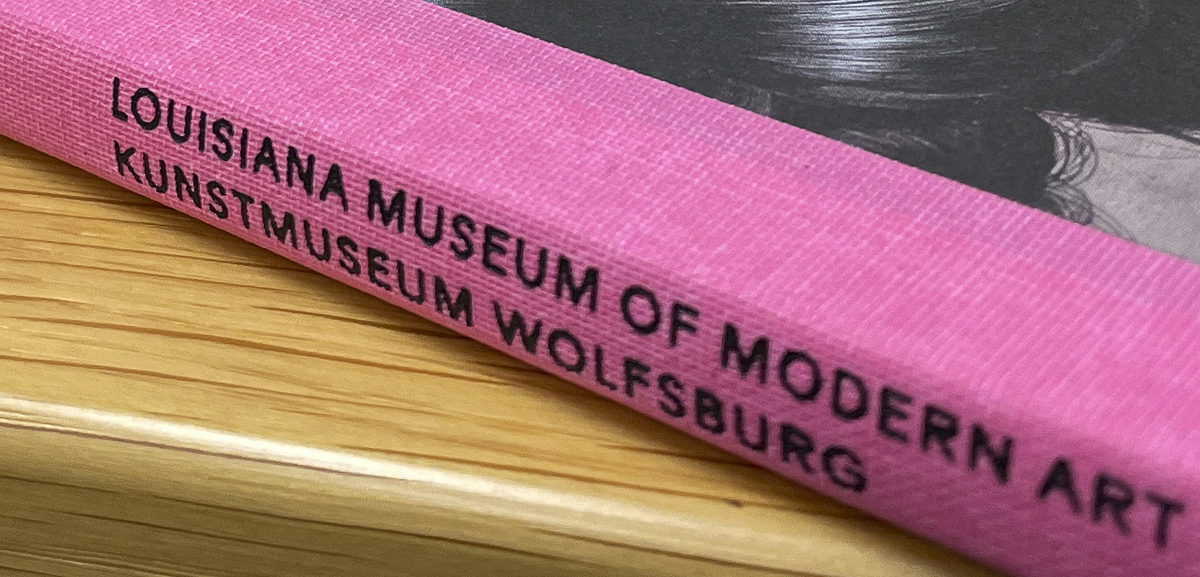 LOUISIANA MUSEUM OF MODERN ART
KUNSTMUSEUM WOLFSBURG